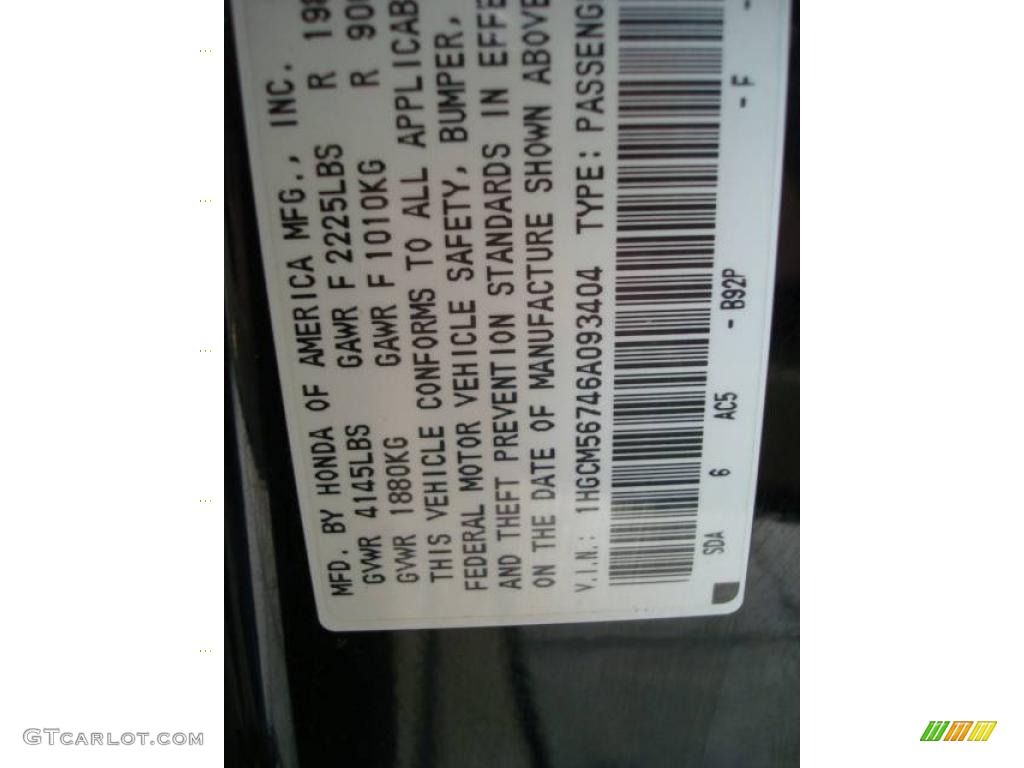 MFD. BY HONDA OF AMERICA MFG., INC.
GVWR 4145LBS GAWR F 2225LBS R 198
GVWR 1880KG GAWR F 1010KG R 900
THIS VEHICLE CONFORMS TO ALL APPLICAB
FEDERAL MOTOR VEHICLE SAFETY, BUMPER,
AND THEFT PREVENTION STANDARDS IN EFFE
ON THE DATE OF MANUFACTURE SHOWN ABOVE
V.I.N.: 1HGCM56746A093404 TYPE: PASSENG
SDA 6 AC5 - B92P - F -
GTCARLOT.COM